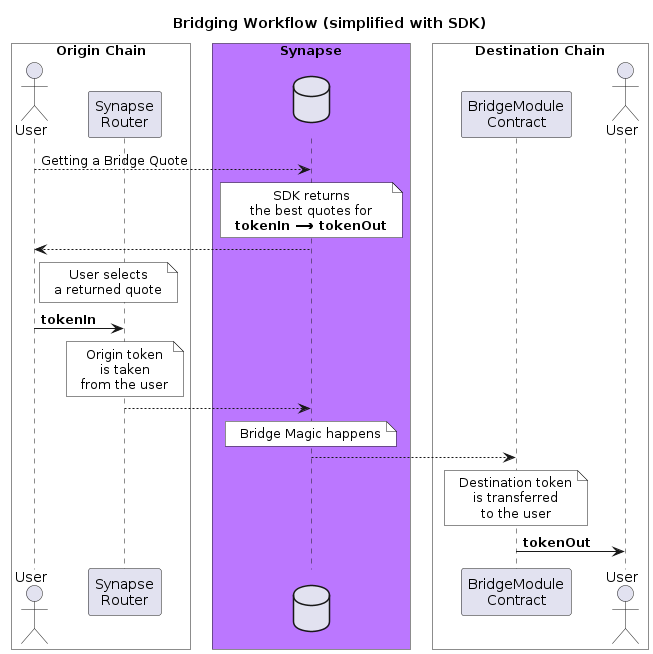 Bridging Workflow (simplified with SDK)
Origin Chain
Synapse
Destination Chain
User
Synapse
Router
BridgeModule
Contract
User
Getting a Bridge Quote
SDK returns
the best quotes for
tokenIn ⟶ tokenOut
User selects
a returned quote
tokenIn
Origin token
is taken
from the user
Bridge Magic happens
Destination token
is transferred
to the user
tokenOut
User
Synapse
Router
BridgeModule
Contract
User